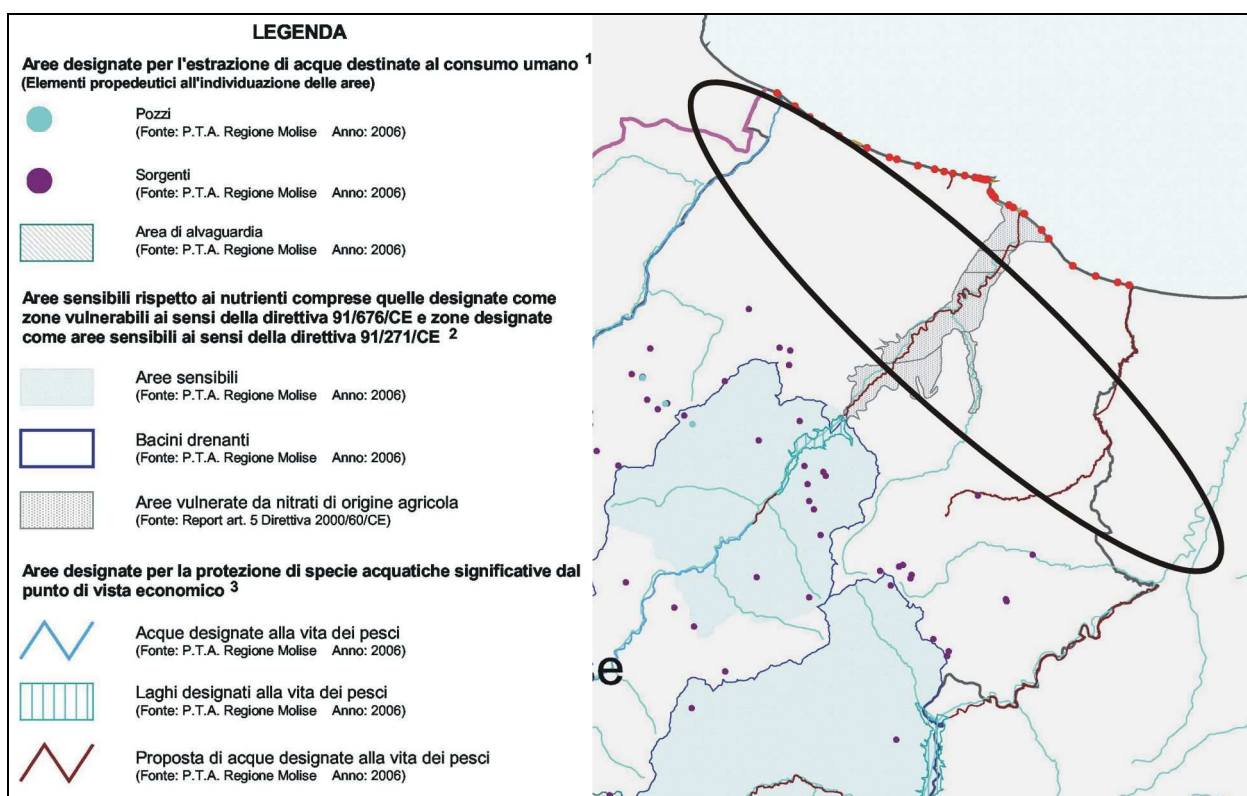 LEGENDA
Aree designate per l'estrazione di acque destinate al consumo umano 1
(Elementi propedeutici all'individuazione delle aree)
Pozzi
(Fonte: P.T.A. Regione Molise Anno: 2006)
Sorgenti
(Fonte: P.T.A. Regione Molise Anno: 2006)
Area di alvaguardia
(Fonte: P.T.A. Regione Molise Anno: 2006)
Aree sensibili rispetto ai nutrienti comprese quelle designate come
zone vulnerabili ai sensi della direttiva 91/676/CE e zone designate
come aree sensibili ai sensi della direttiva 91/271/CE 2
Aree sensibili
(Fonte: P.T.A. Regione Molise Anno: 2006)
Bacini drenanti
(Fonte: P.T.A. Regione Molise Anno: 2006)
Aree vulnerate da nitrati di origine agricola
(Fonte: Report art. 5 Direttiva 2000/60/CE)
Aree designate per la protezione di specie acquatiche significative dal
punto di vista economico 3
Acque designate alla vita dei pesci
(Fonte: P.T.A. Regione Molise Anno: 2006)
Laghi designati alla vita dei pesci
(Fonte: P.T.A. Regione Molise Anno: 2006)
Proposta di acque designate alla vita dei pesci
(Fonte: P.T.A. Regione Molise Anno: 2006)
e